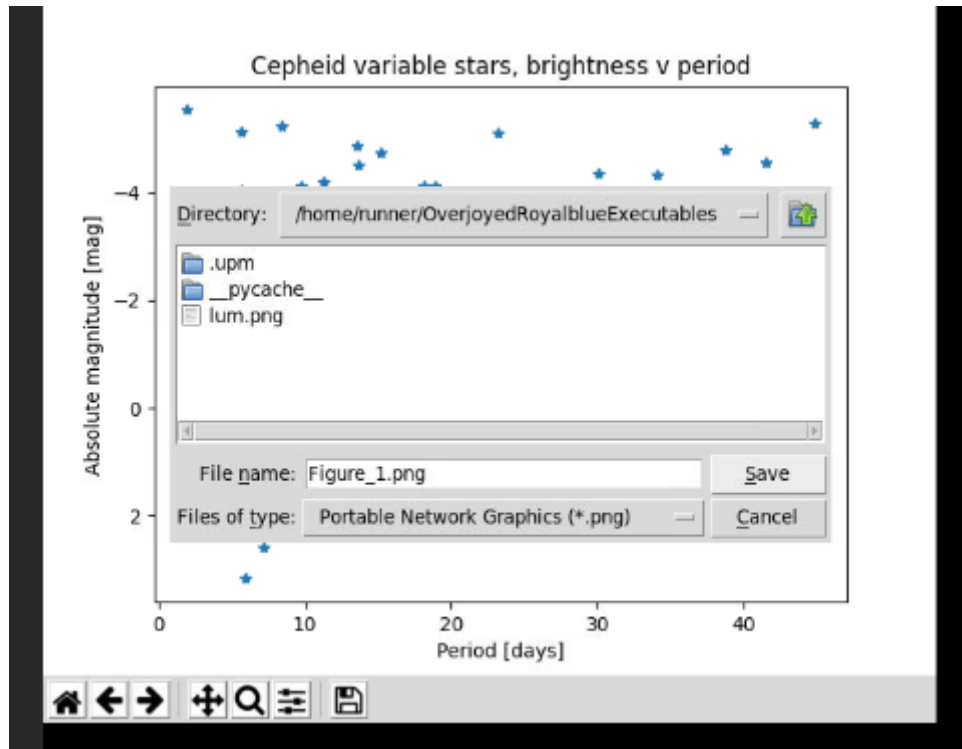 Cepheid variable stars, brightness v period
−4
−2
0
2
Absolute magnitude [mag]
Directory: /home/runner/OverjoyedRoyalblueExecutables
.upm
__pycache__
lum.png
File name: Figure_1.png Save
Files of type: Portable Network Graphics (*.png) Cancel
0 10 20 30 40
Period [days]